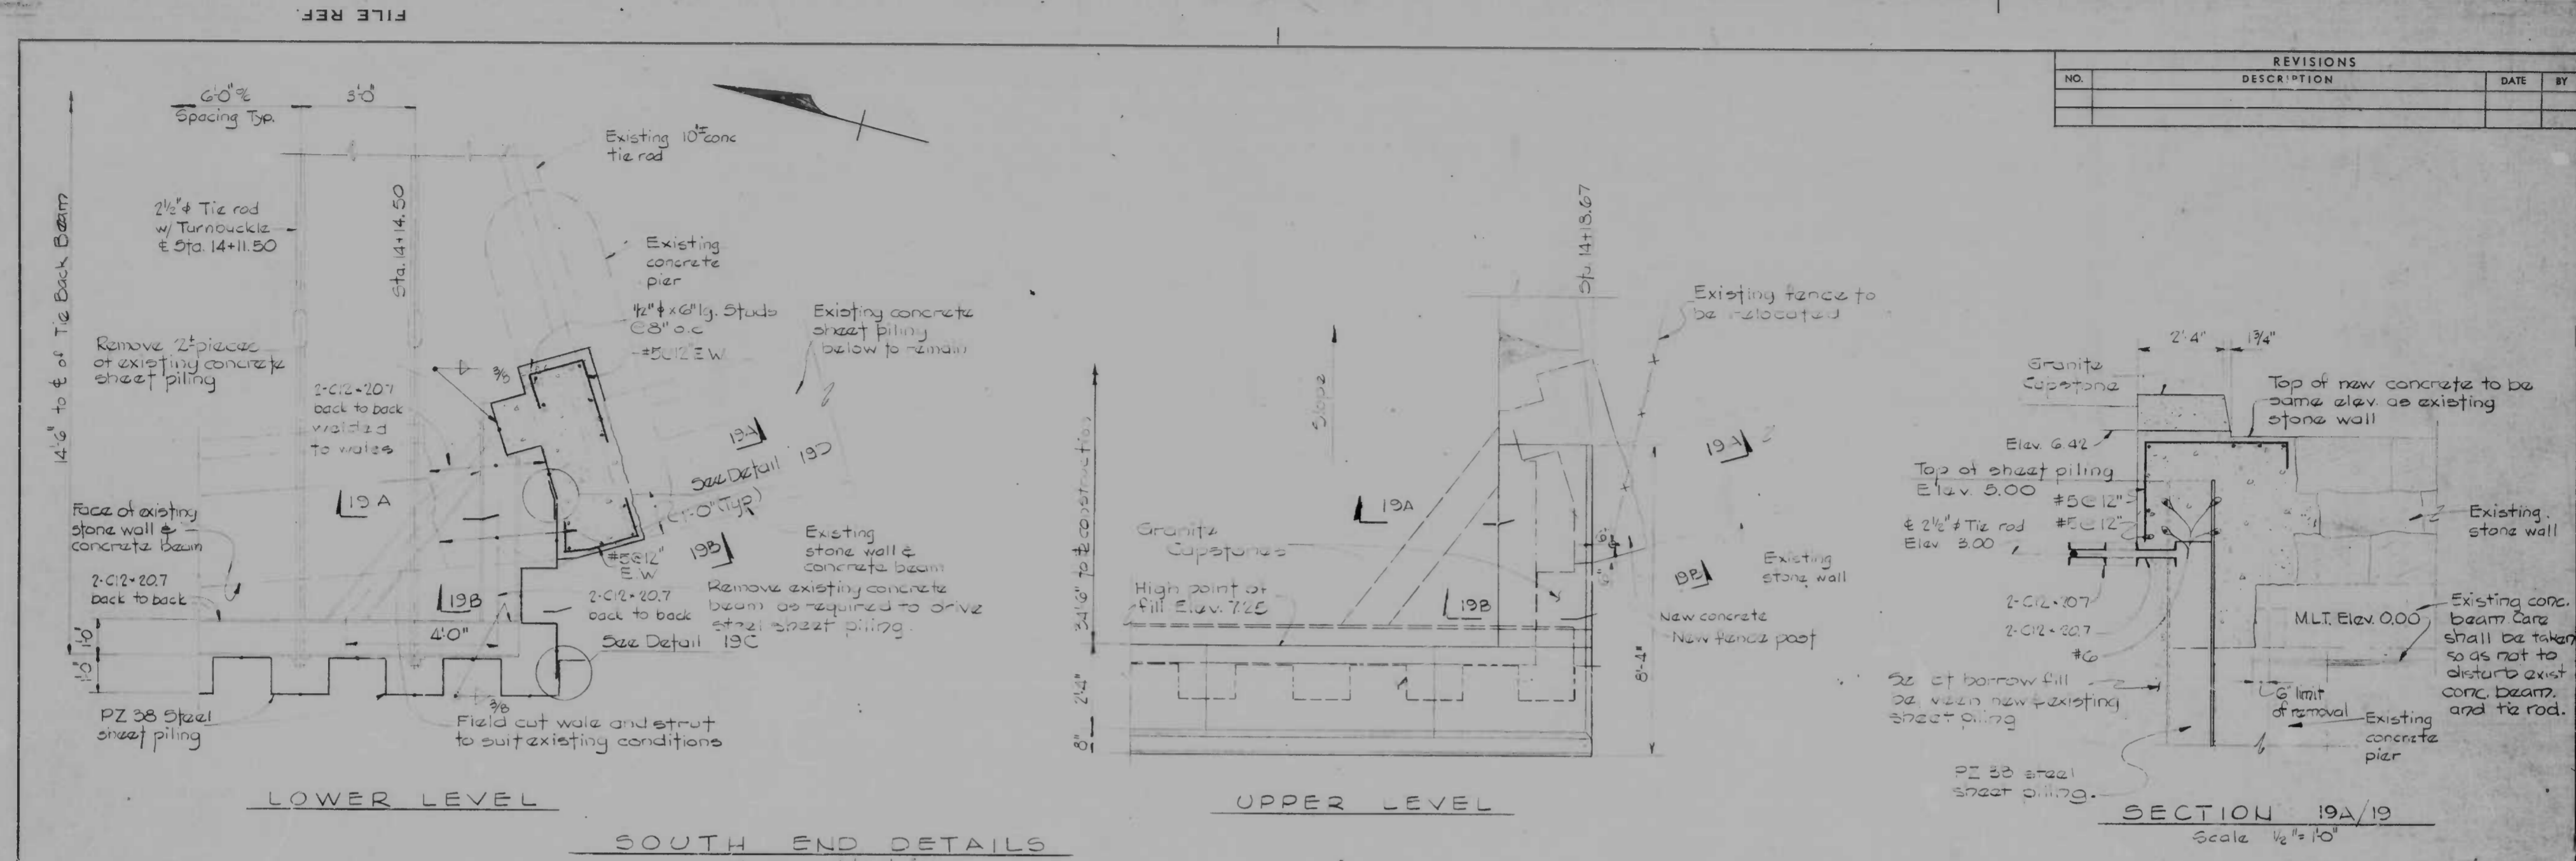 FILE REF.
REVISIONS
NO. DESCRIPTION DATE BY
6'-0" ℄
Spacing Typ.
3'-0"
Existing 10"± conc
tie rod
14'-6" to ℄ of Tie Back Beam
2½"ϕ Tie rod
w/ Turnbuckle
℄ Sta. 14+11.50
Sta. 14+14.50
Existing
concrete
pier
½"ϕ x 6" lg. Studs
@8" o.c
#5@12 E.W
Existing concrete
sheet piling
below to remain
Remove 2±pieces
of existing concrete
sheet piling
2-C12×20.7
back to back
welded
to wales
3/8
19A
See Detail 19D
(1'-0" TYP.)
19A
Face of existing
stone wall &
concrete beam
#5@12"
E.W
19B
Existing
stone wall &
concrete beam
2-C12×20.7
back to back
19B
2-C12×20.7
back to back
Remove existing concrete
beam as required to drive
steel sheet piling.
4'-0"
See Detail 19C
1'-0"
1'-0"
3/8
PZ 38 Steel
sheet piling
Field cut wale and strut
to suit existing conditions
LOWER LEVEL
Sta. 14+18.67
Existing fence to
be relocated
Slope
34'-6" to ℄ construction
19A
19A
Granite
Capstones
6"
6"
High point of
fill Elev. 7.25
19B
19B
Existing
stone wall
New concrete
New fence post
2'-4"
8"
8'-4"
UPPER LEVEL
SOUTH END DETAILS
2'-4" 1¾"
Granite
Capstone
Top of new concrete to be
same elev. as existing
stone wall
Elev. 6.42
Top of sheet piling
Elev. 5.00
#5@12"
℄ 2½"ϕ Tie rod
Elev. 3.00
#5@12"
Existing
stone wall
2-C12×20.7
2-C12×20.7
#6
M.L.T. Elev. 0.00
Existing conc.
beam. Care
shall be taken
so as not to
disturb exist
conc. beam.
and tie rod.
borrow fill
new & existing
sheet piling
6" limit
of removal
Existing
concrete
pier
PZ 38 steel
sheet piling.
SECTION 19A/19
Scale ½"=1'-0"